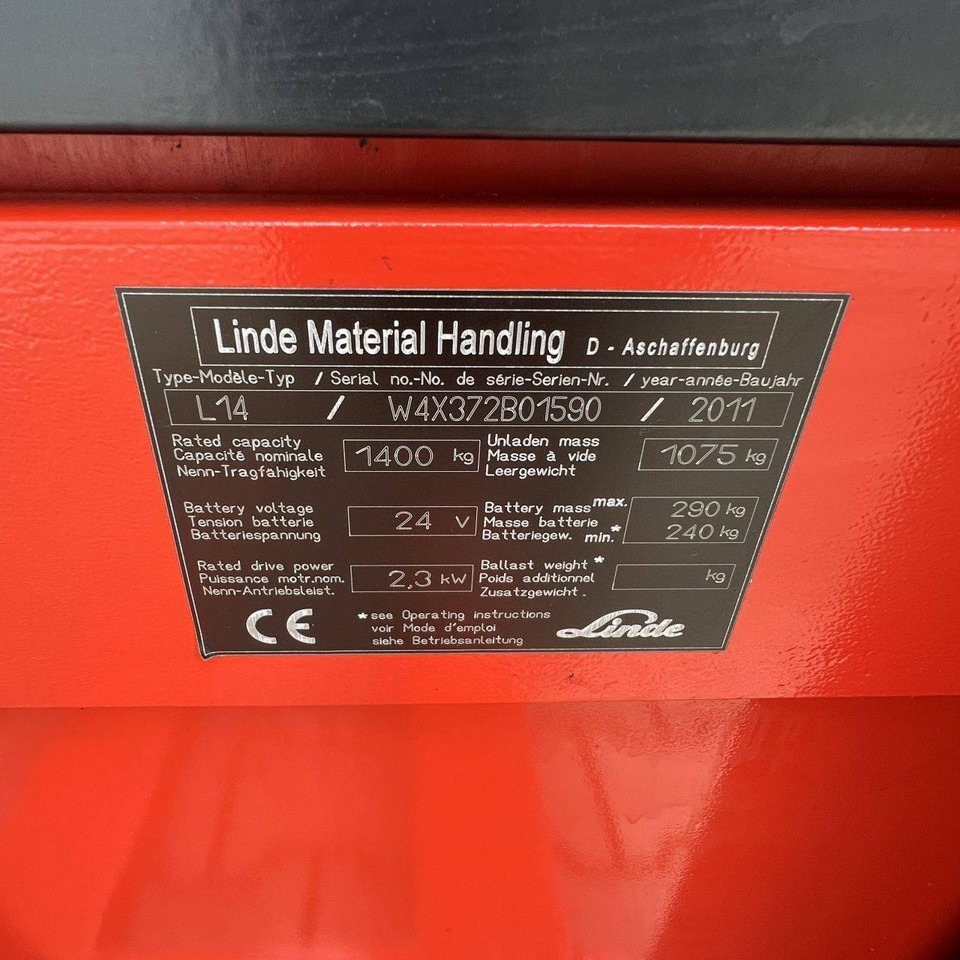 Linde Material Handling D - Aschaffenburg
Type-Modèle-Typ / Serial no.-No. de série-Serien-Nr. / year-année-Baujahr
L14 / W4X372B01590 / 2011
Rated capacity
Capacité nominale
Nenn-Tragfähigkeit
1400 kg
Unladen mass
Masse à vide
Leergewicht
1075 kg
Battery voltage
Tension batterie
Batteriespannung
24 V
Battery mass max.
Masse batterie
Batteriegew. min.*
290 kg
240 kg
Rated drive power
Puissance motr.nom.
Nenn-Antriebsleist.
2,3 kW
Ballast weight *
Poids additionnel
Zusatzgewicht.
kg
CE
*see Operating instructions
voir Mode d'emploi
siehe Betriebsanleitung
Linde